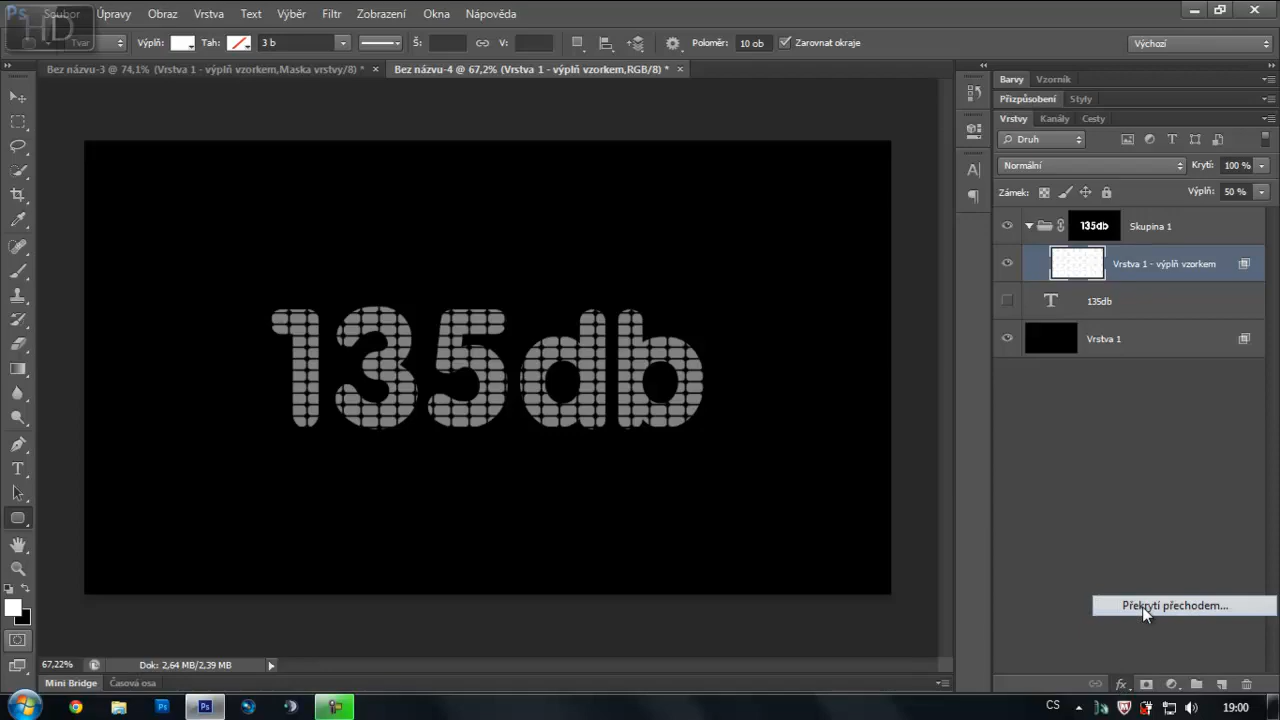 Ps Soubor Úpravy Obraz Vrstva Text Výběr Filtr Zobrazení Okna Nápověda
HD
Tvar Výplň: Tah: 3 b Š: V: Poloměr: 10 ob Zarovnat okraje Výchozí
Bez názvu-3 @ 74,1% (Vrstva 1 - výplň vzorkem,Maska vrstvy/8) * × Bez názvu-4 @ 67,2% (Vrstva 1 - výplň vzorkem,RGB/8) * ×
Barvy Vzorník
Přizpůsobení Styly
Vrstvy Kanály Cesty
Druh
Normální Krytí: 100 %
Zámek: Výplň: 50 %
135db Skupina 1
Vrstva 1 - výplň vzorkem
135db
Vrstva 1
135db
Překrytí přechodem...
67,22% Dok: 2,64 MB/2,39 MB
fx
Mini Bridge Časová osa
CS 19:00